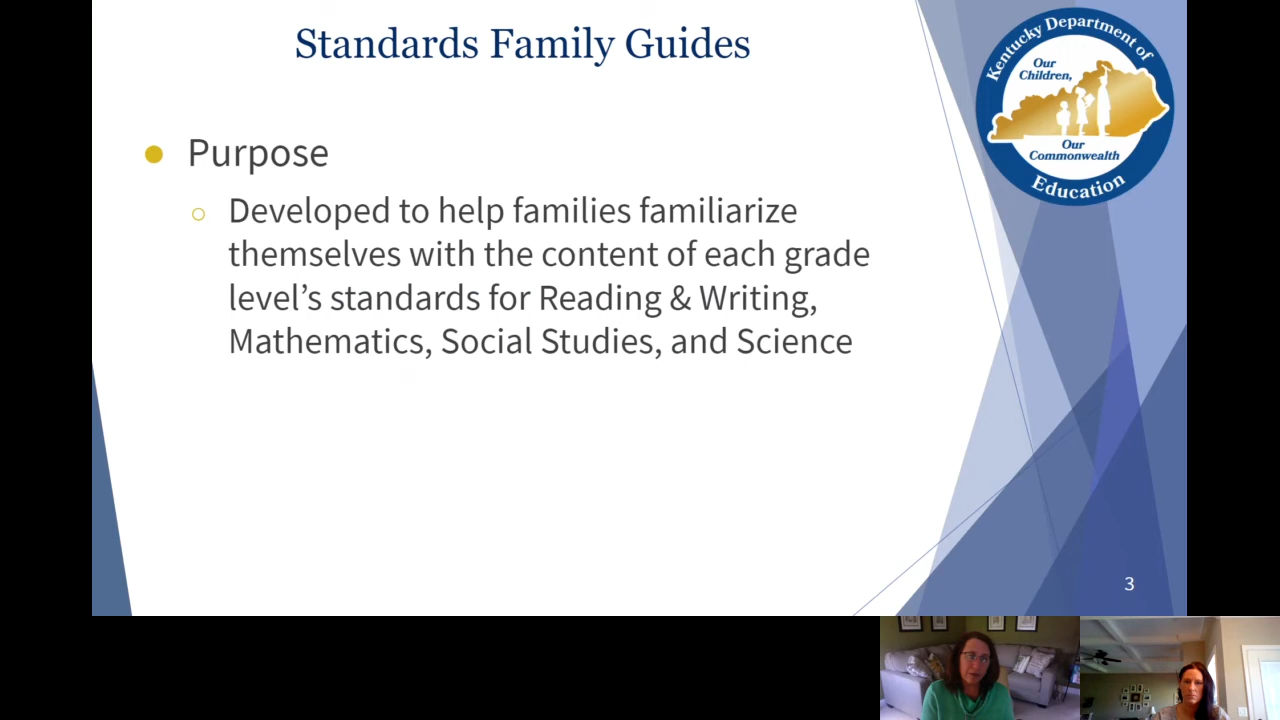 Standards Family Guides
Kentucky Department of
Our
Children,
Our
Commonwealth
Education
Purpose
Developed to help families familiarize
themselves with the content of each grade
level’s standards for Reading & Writing,
Mathematics, Social Studies, and Science
3